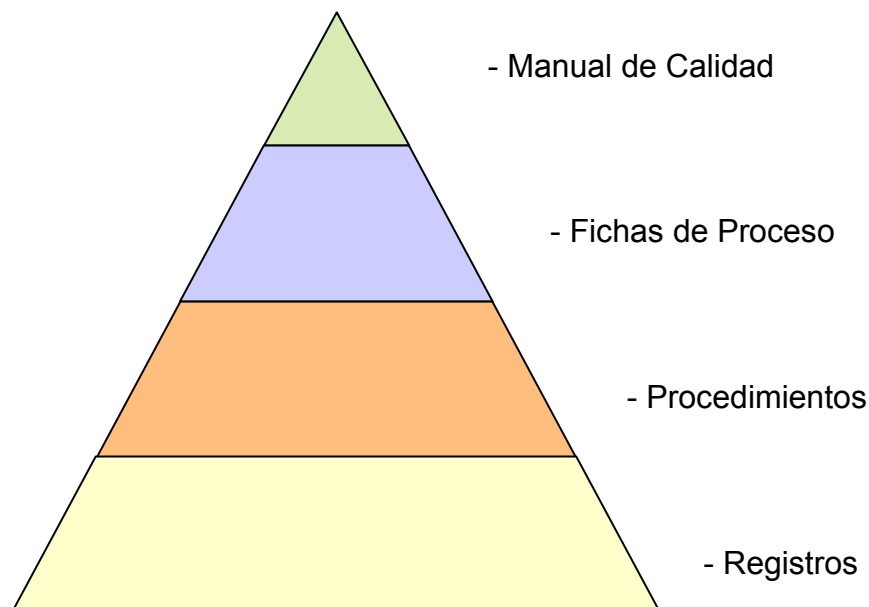 - Manual de Calidad
- Fichas de Proceso
- Procedimientos
- Registros